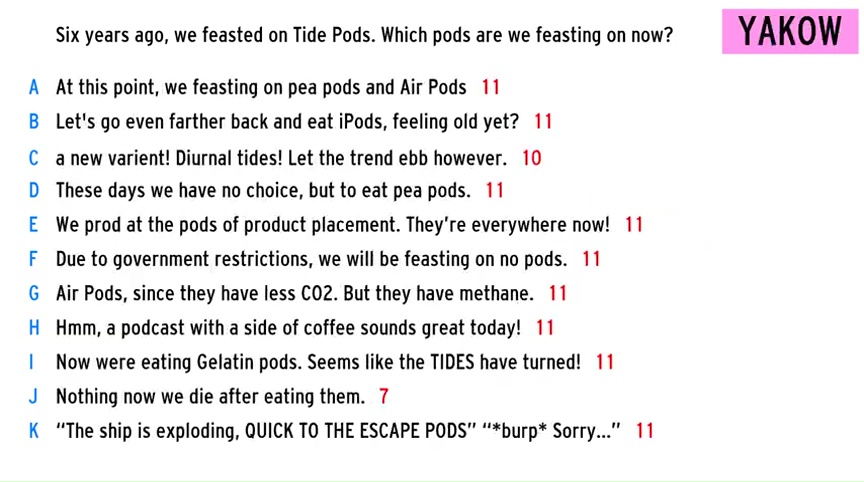 Six years ago, we feasted on Tide Pods. Which pods are we feasting on now?
YAKOW
A At this point, we feasting on pea pods and Air Pods 11
B Let's go even farther back and eat iPods, feeling old yet? 11
C a new varient! Diurnal tides! Let the trend ebb however. 10
D These days we have no choice, but to eat pea pods. 11
E We prod at the pods of product placement. They're everywhere now! 11
F Due to government restrictions, we will be feasting on no pods. 11
G Air Pods, since they have less CO2. But they have methane. 11
H Hmm, a podcast with a side of coffee sounds great today! 11
I Now were eating Gelatin pods. Seems like the TIDES have turned! 11
J Nothing now we die after eating them. 7
K “The ship is exploding, QUICK TO THE ESCAPE PODS” “*burp* Sorry...” 11